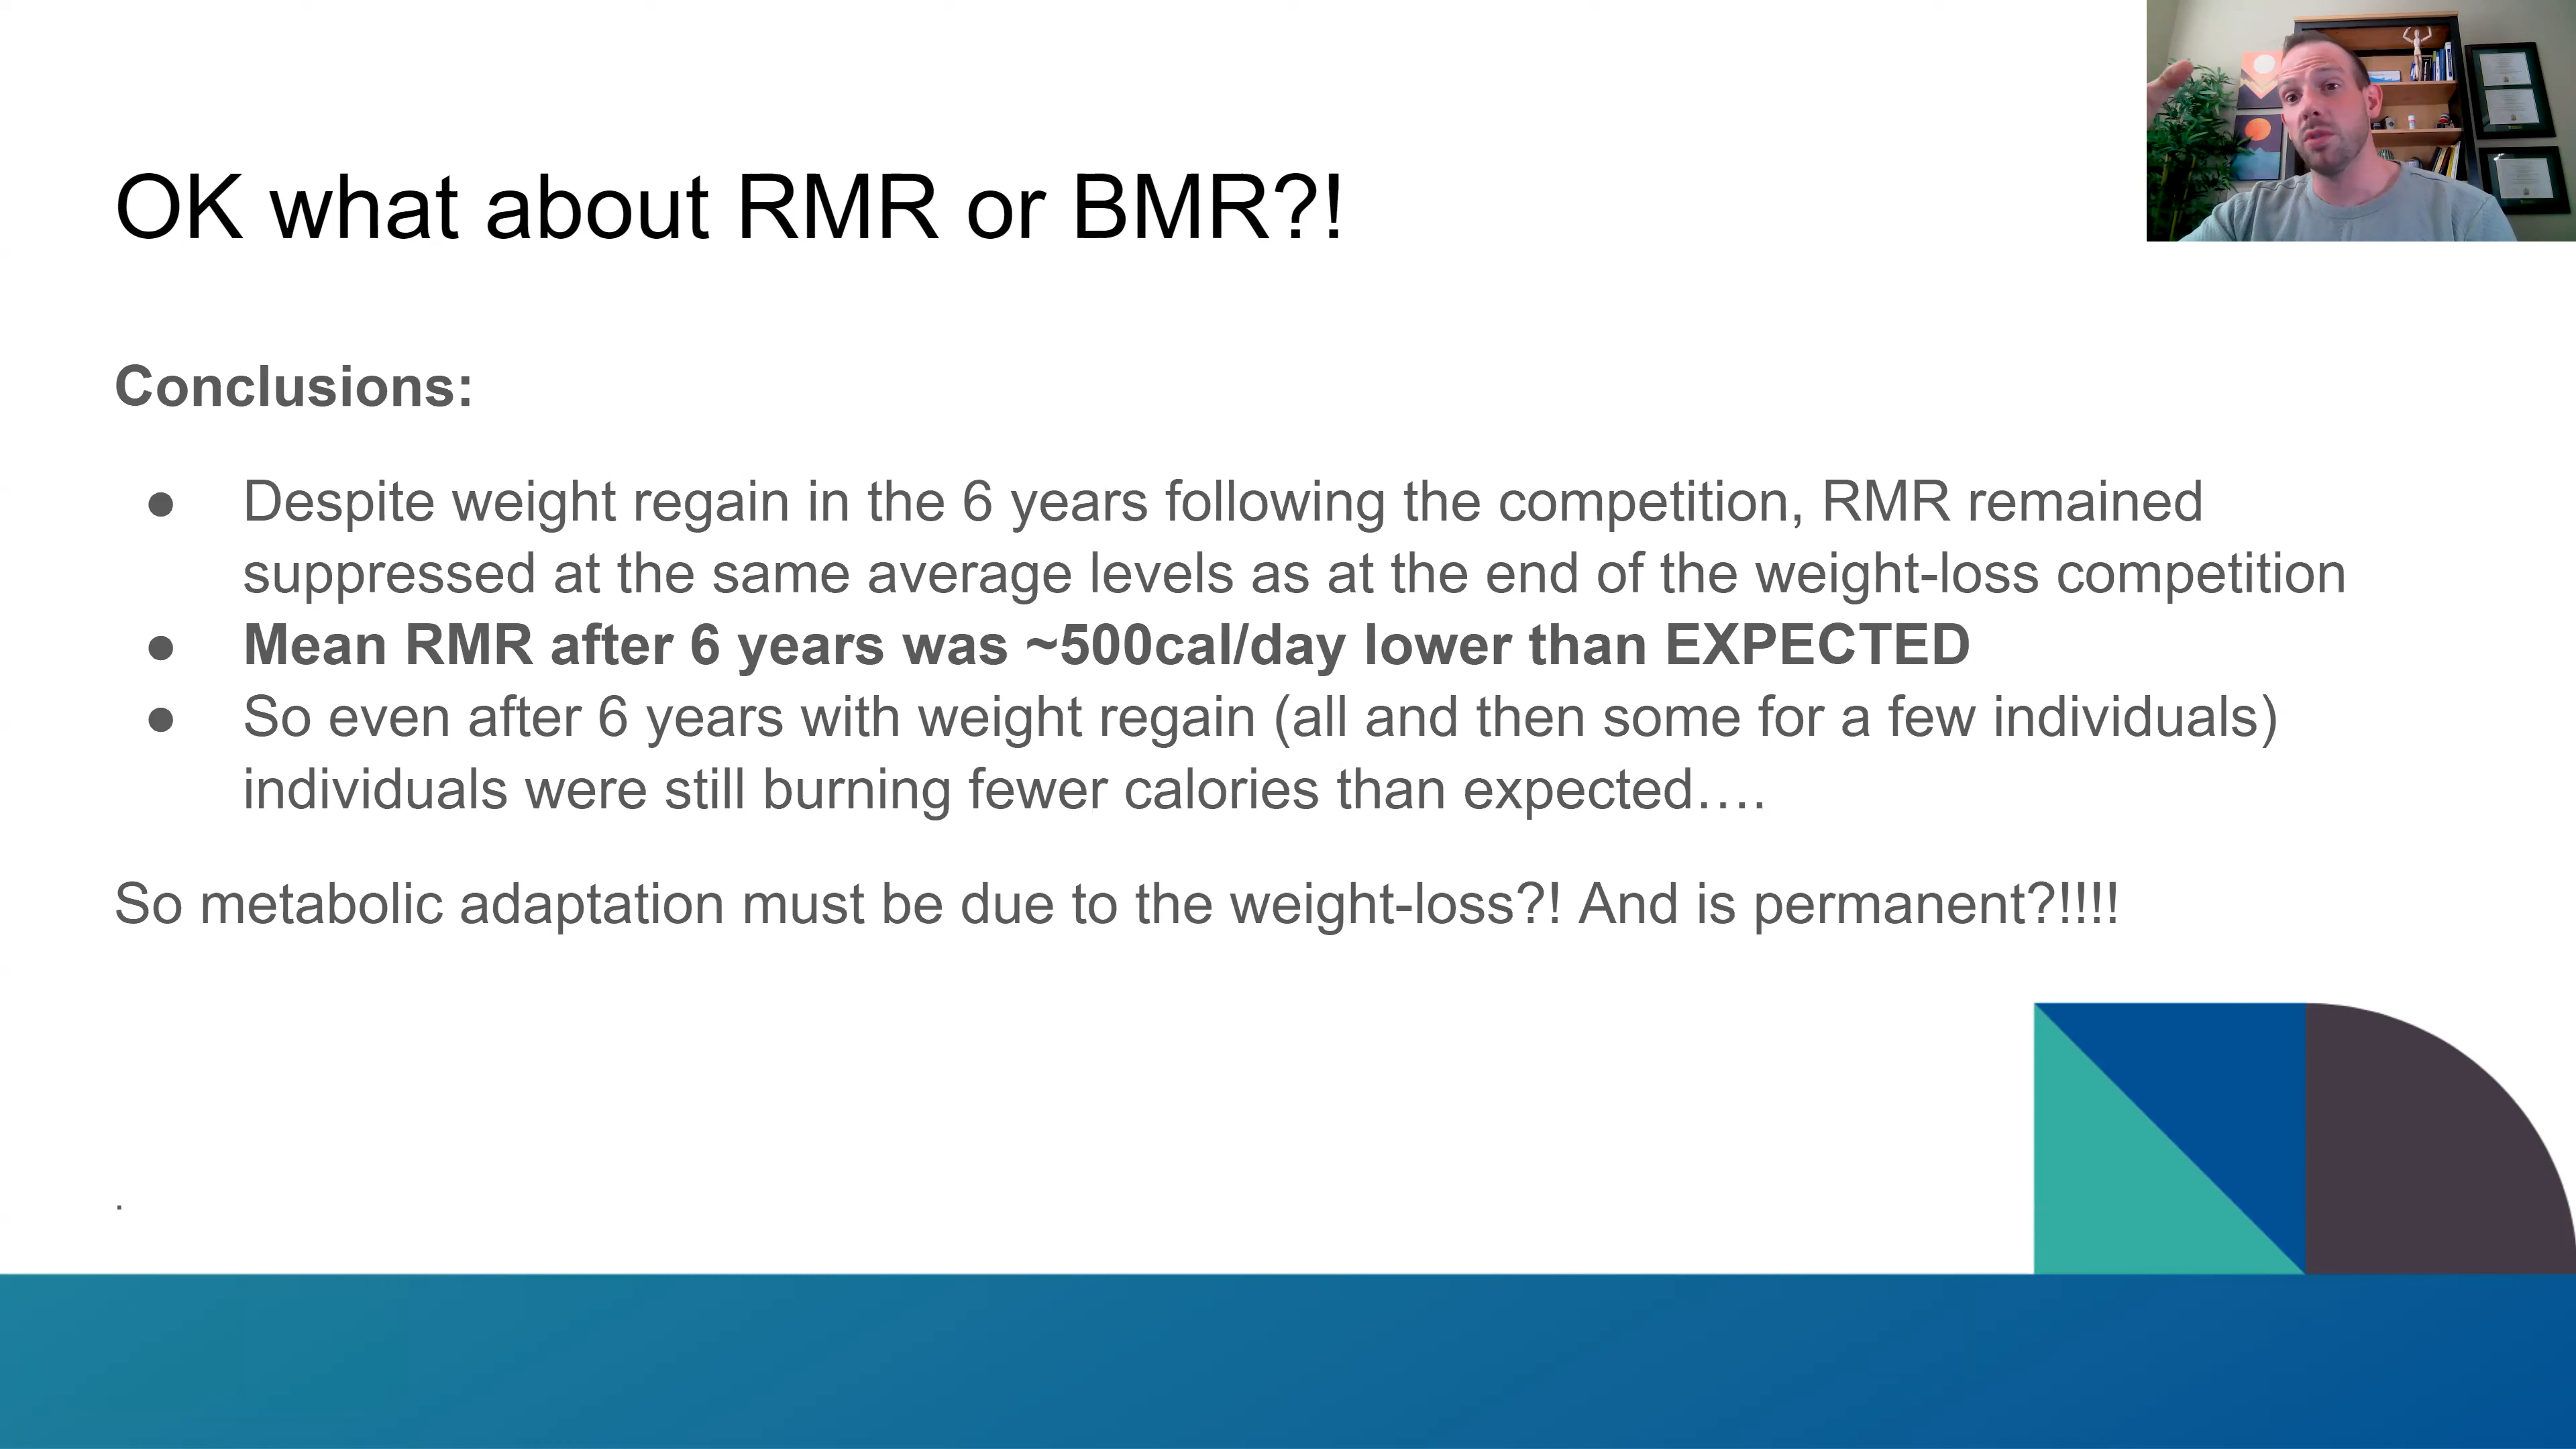 OK what about RMR or BMR?!
Conclusions:
● Despite weight regain in the 6 years following the competition, RMR remained
suppressed at the same average levels as at the end of the weight-loss competition
● Mean RMR after 6 years was ~500cal/day lower than EXPECTED
● So even after 6 years with weight regain (all and then some for a few individuals)
individuals were still burning fewer calories than expected….
So metabolic adaptation must be due to the weight-loss?! And is permanent?!!!!
.